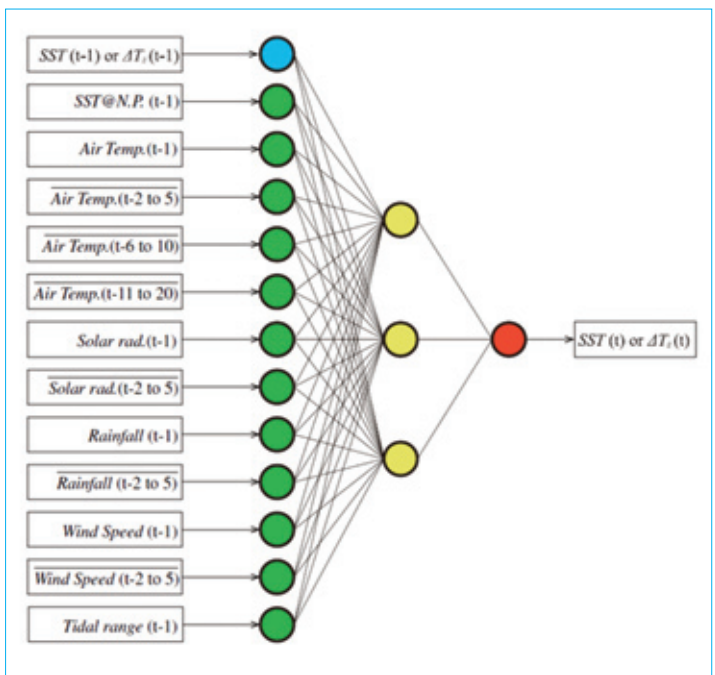 SST (t-1) or ΔTₛ(t-1)
SST@N.P. (t-1)
Air Temp.(t-1)
Air Temp.(t-2 to 5)
Air Temp.(t-6 to 10)
Air Temp.(t-11 to 20)
Solar rad.(t-1)
Solar rad.(t-2 to 5)
Rainfall (t-1)
Rainfall (t-2 to 5)
Wind Speed (t-1)
Wind Speed (t-2 to 5)
Tidal range (t-1)
SST (t) or ΔTₛ(t)